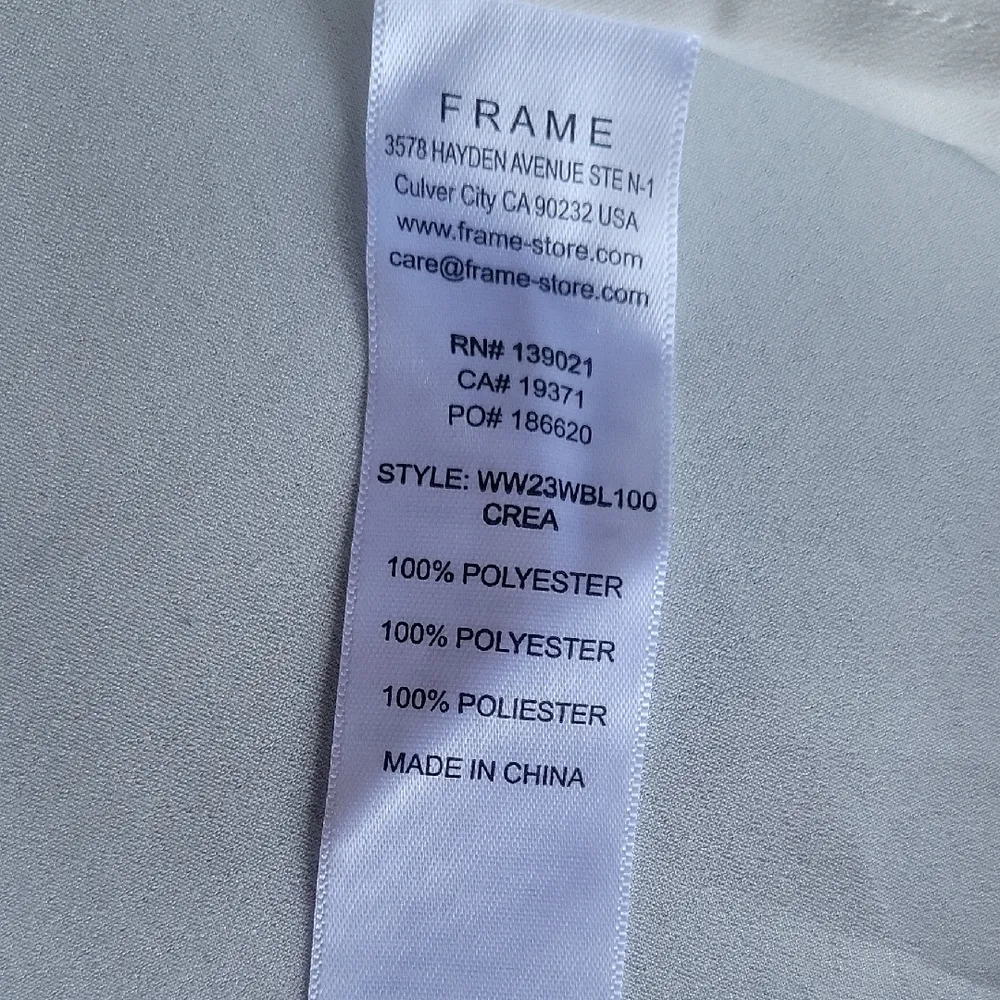 FRAME
3578 HAYDEN AVENUE STE N-1
Culver City CA 90232 USA
www.frame-store.com
care@frame-store.com
RN# 139021
CA# 19371
PO# 186620
STYLE: WW23WBL100
CREA
100% POLYESTER
100% POLYESTER
100% POLIESTER
MADE IN CHINA